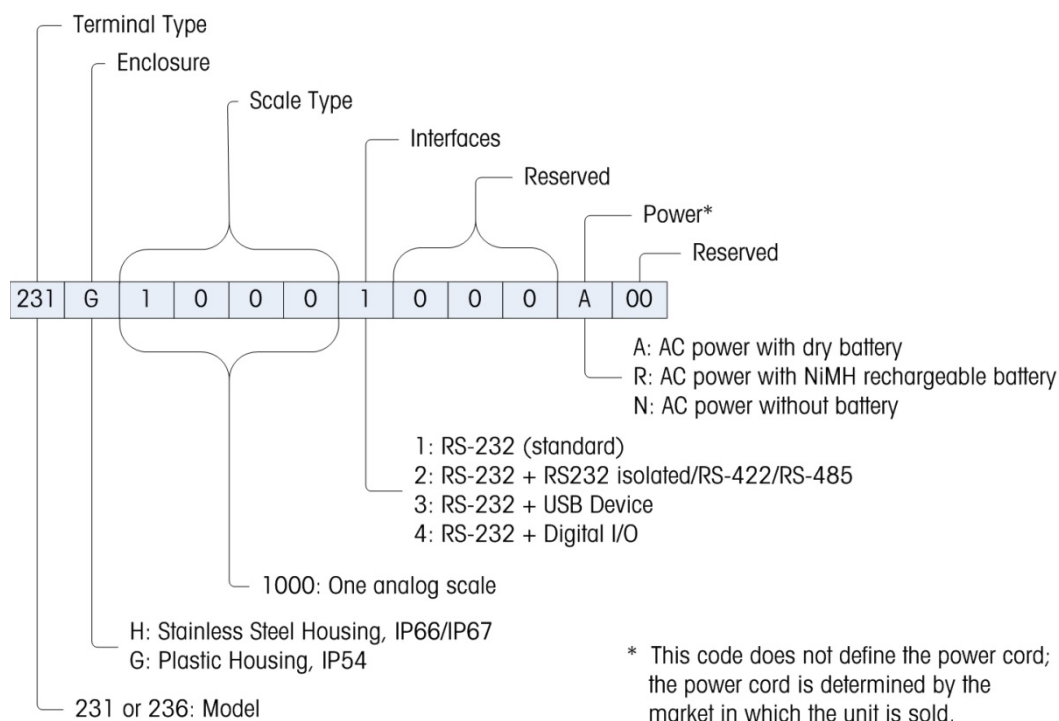 Terminal Type
Enclosure
Scale Type
Interfaces
Reserved
Power*
Reserved
231 G 1 0 0 0 1 0 0 0 A 00
A: AC power with dry battery
R: AC power with NiMH rechargeable battery
N: AC power without battery
1: RS-232 (standard)
2: RS-232 + RS232 isolated/RS-422/RS-485
3: RS-232 + USB Device
4: RS-232 + Digital I/O
1000: One analog scale
H: Stainless Steel Housing, IP66/IP67
G: Plastic Housing, IP54
231 or 236: Model
* This code does not define the power cord;
the power cord is determined by the
market in which the unit is sold.